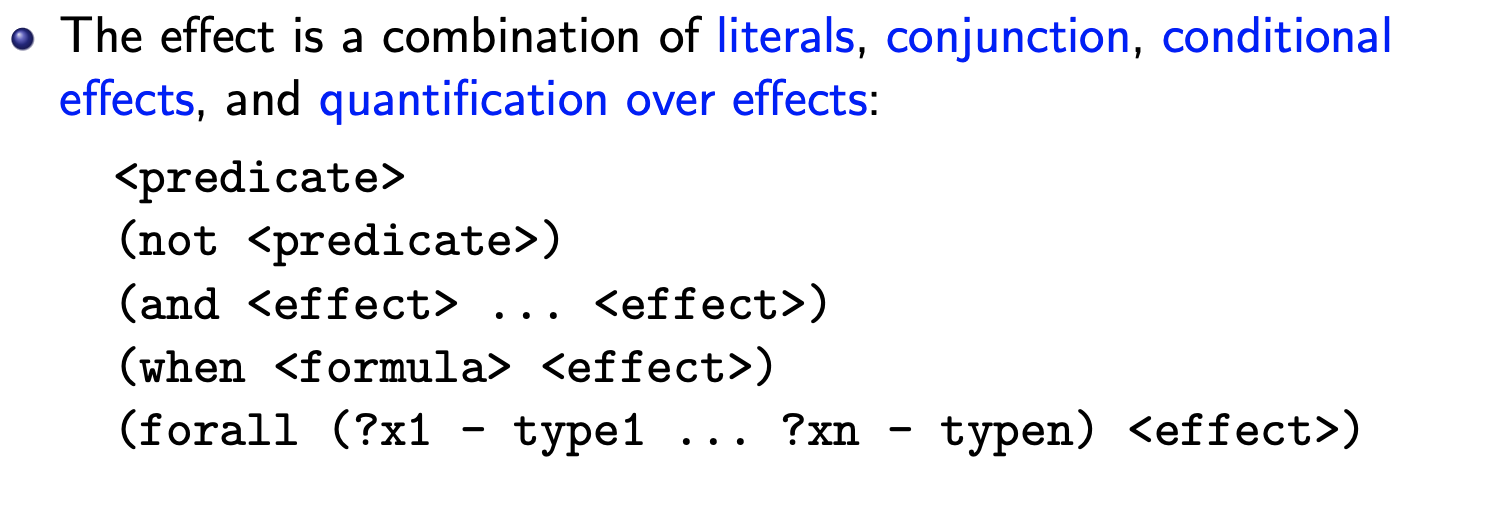 The effect is a combination of literals, conjunction, conditional
effects, and quantification over effects:
<predicate>
(not <predicate>)
(and <effect> ... <effect>)
(when <formula> <effect>)
(forall (?x1 - type1 ... ?xn - typen) <effect>)